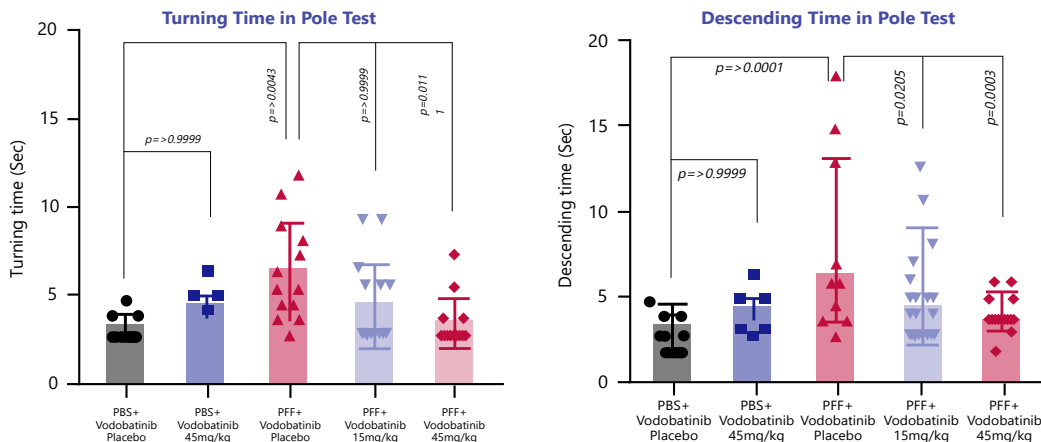 Turning Time in Pole Test
20
15
10
5
0
Turning time (Sec)
p=>0.9999
p=>0.0043
p=>0.9999
p=0.011
1
PBS+
Vodobatinib
Placebo
PBS+
Vodobatinib
45mg/kg
PFF+
Vodobatinib
Placebo
PFF+
Vodobatinib
15mg/kg
PFF+
Vodobatinib
45mg/kg
Descending Time in Pole Test
20
15
10
5
0
Descending time (Sec)
p=>0.0001
p=>0.9999
p=0.0205
p=0.0003
PBS+
Vodobatinib
Placebo
PBS+
Vodobatinib
45mg/kg
PFF+
Vodobatinib
Placebo
PFF+
Vodobatinib
15mg/kg
PFF+
Vodobatinib
45mg/kg